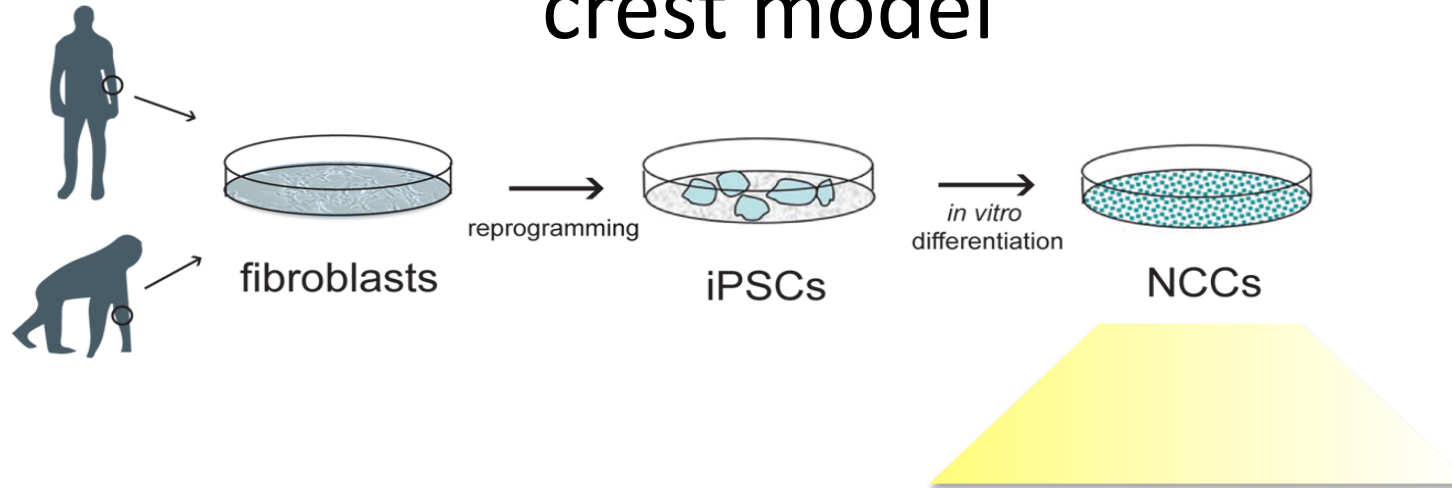 crest model
reprogramming
in vitro
differentiation
fibroblasts
iPSCs
NCCs